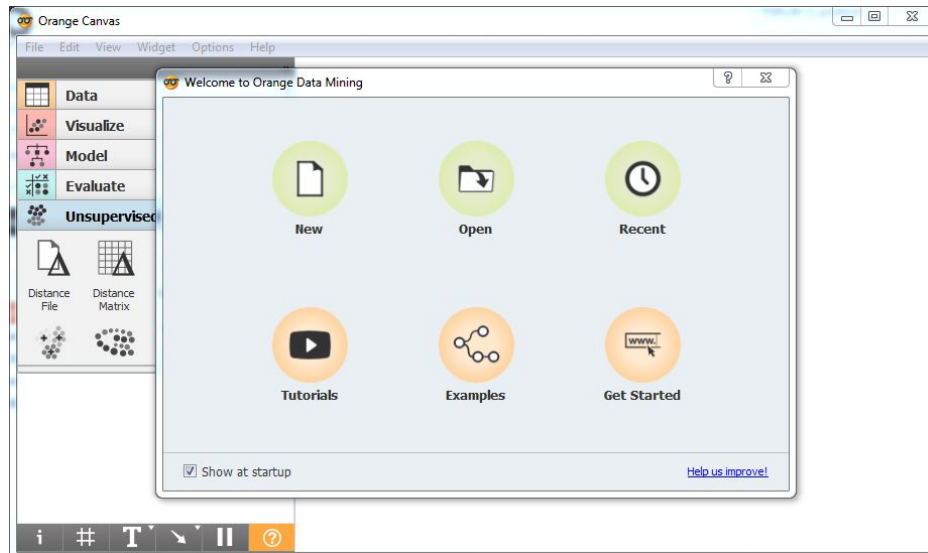 Orange Canvas
File Edit View Widget Options Help
Welcome to Orange Data Mining
Data
Visualize
Model
Evaluate
Unsupervised
Distance File
Distance Matrix
New
Open
Recent
www.
Tutorials
Examples
Get Started
Show at startup
Help us improve!
i # T ?